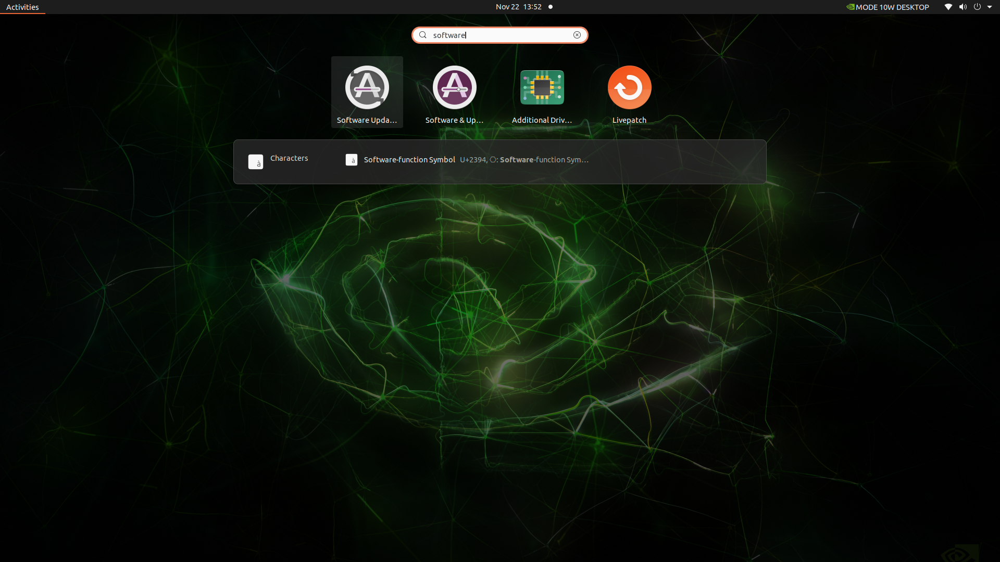 Activities
Nov 22 13:52
MODE 10W DESKTOP
software
Software Upda...
Software & Up...
Additional Driv...
Livepatch
Characters
à
à
Software-function Symbol U+2394, ⎔: Software-function Sym...